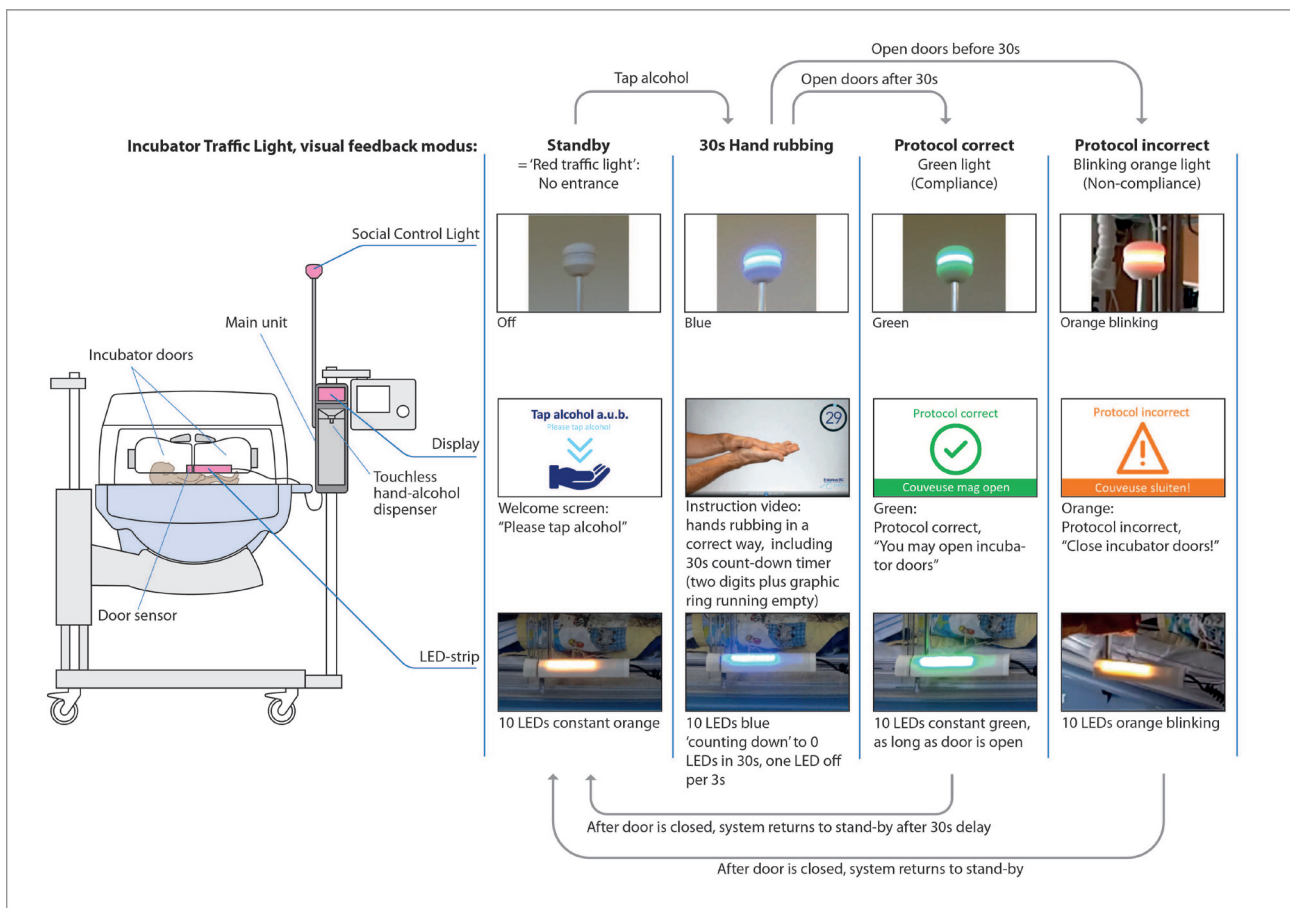 Open doors before 30s
Tap alcohol
Open doors after 30s
Incubator Traffic Light, visual feedback modus:
Standby
= ‘Red traffic light’:
No entrance
30s Hand rubbing
Protocol correct
Green light
(Compliance)
Protocol incorrect
Blinking orange light
(Non-compliance)
Social Control Light
Main unit
Incubator doors
Display
Touchless
hand-alcohol
dispenser
Door sensor
LED-strip
Off
Blue
Green
Orange blinking
Tap alcohol a.u.b.
Please tap alcohol
29
Protocol correct
Couveuse mag open
Protocol incorrect
Couveuse sluiten!
Welcome screen:
“Please tap alcohol”
Instruction video:
hands rubbing in a
correct way, including
30s count-down timer
(two digits plus graphic
ring running empty)
Green:
Protocol correct,
“You may open incuba-
tor doors”
Orange:
Protocol incorrect,
“Close incubator doors!”
10 LEDs constant orange
10 LEDs blue
‘counting down’ to 0
LEDs in 30s, one LED off
per 3s
10 LEDs constant green,
as long as door is open
10 LEDs orange blinking
After door is closed, system returns to stand-by after 30s delay
After door is closed, system returns to stand-by